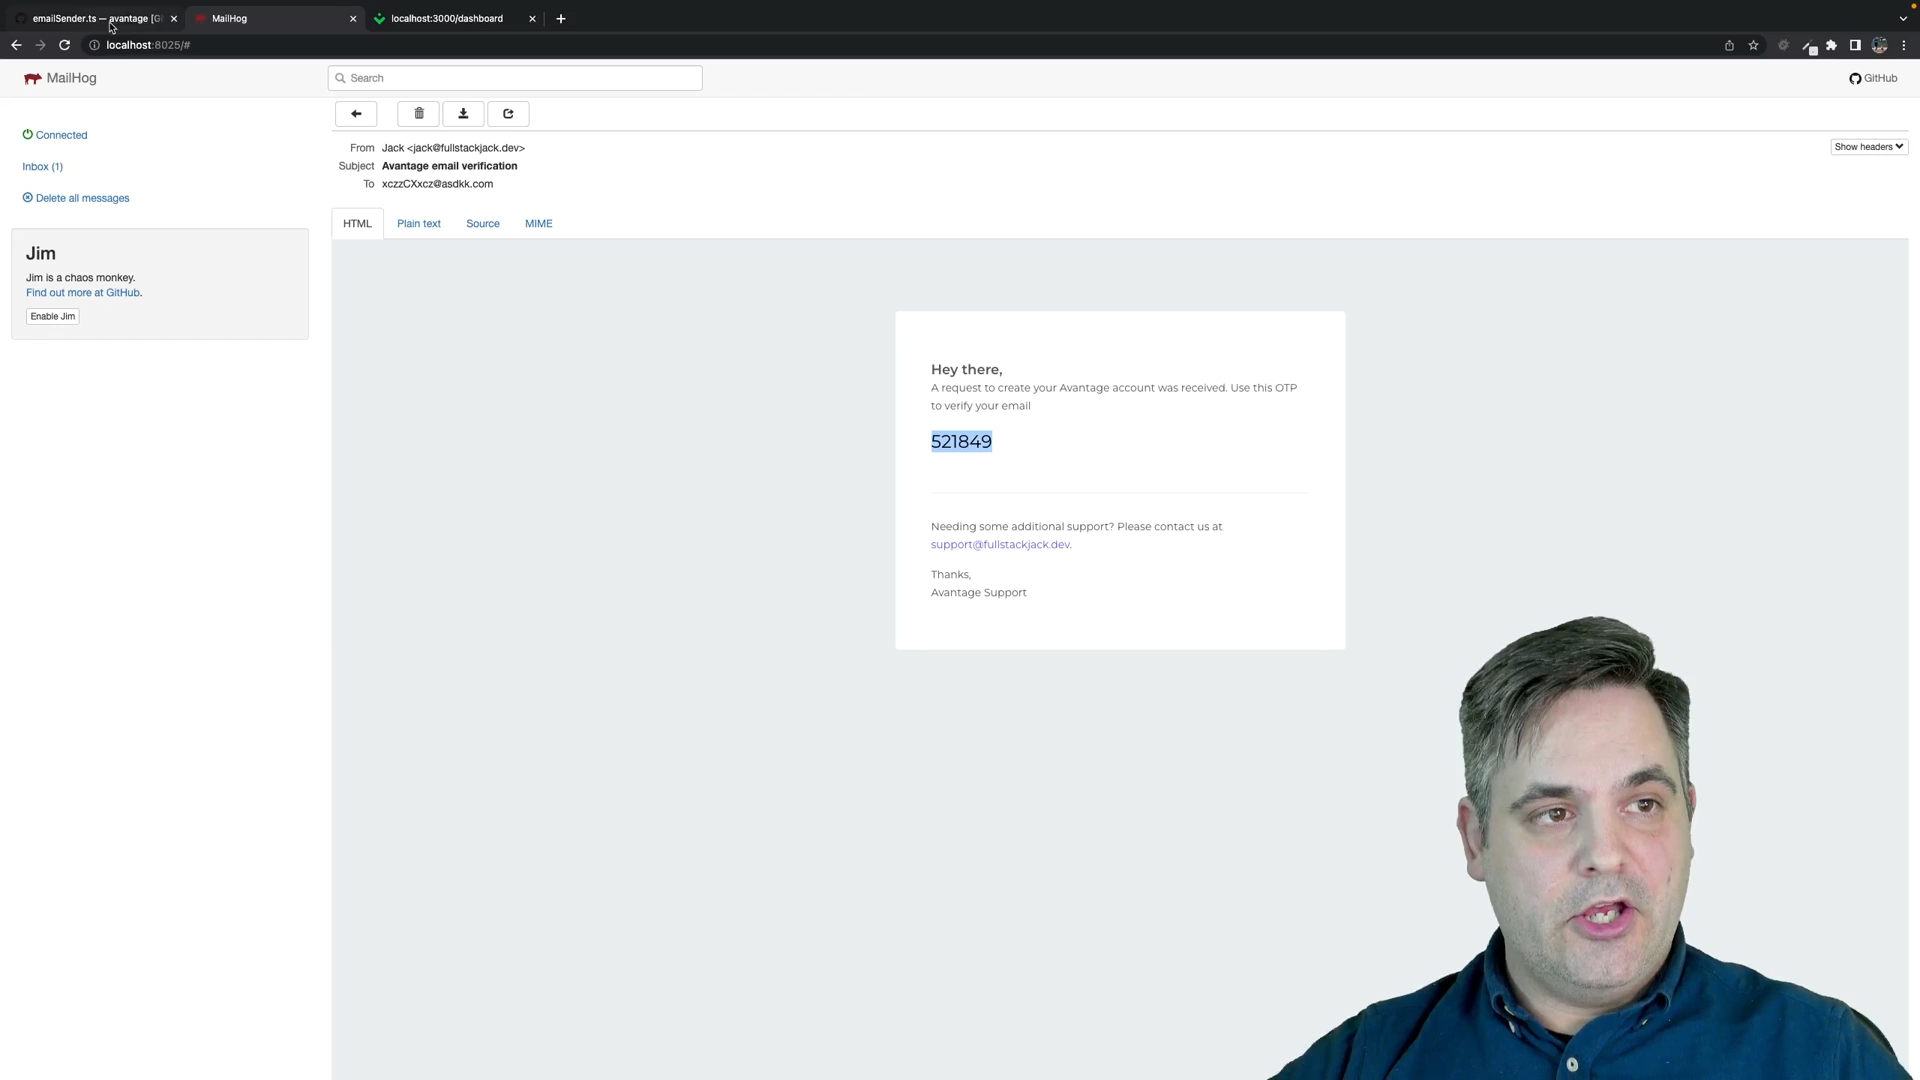 emailSender.ts — avantage [Gi
MailHog
localhost:3000/dashboard
localhost:8025/#
MailHog
Search
GitHub
Connected
Inbox (1)
Delete all messages
Jim
Jim is a chaos monkey.
Find out more at GitHub.
Enable Jim
From Jack <jack@fullstackjack.dev>
Subject Avantage email verification
To xczzCXxcz@asdkk.com
Show headers
HTML Plain text Source MIME
Hey there,
A request to create your Avantage account was received. Use this OTP
to verify your email
521849
Needing some additional support? Please contact us at
support@fullstackjack.dev.
Thanks,
Avantage Support